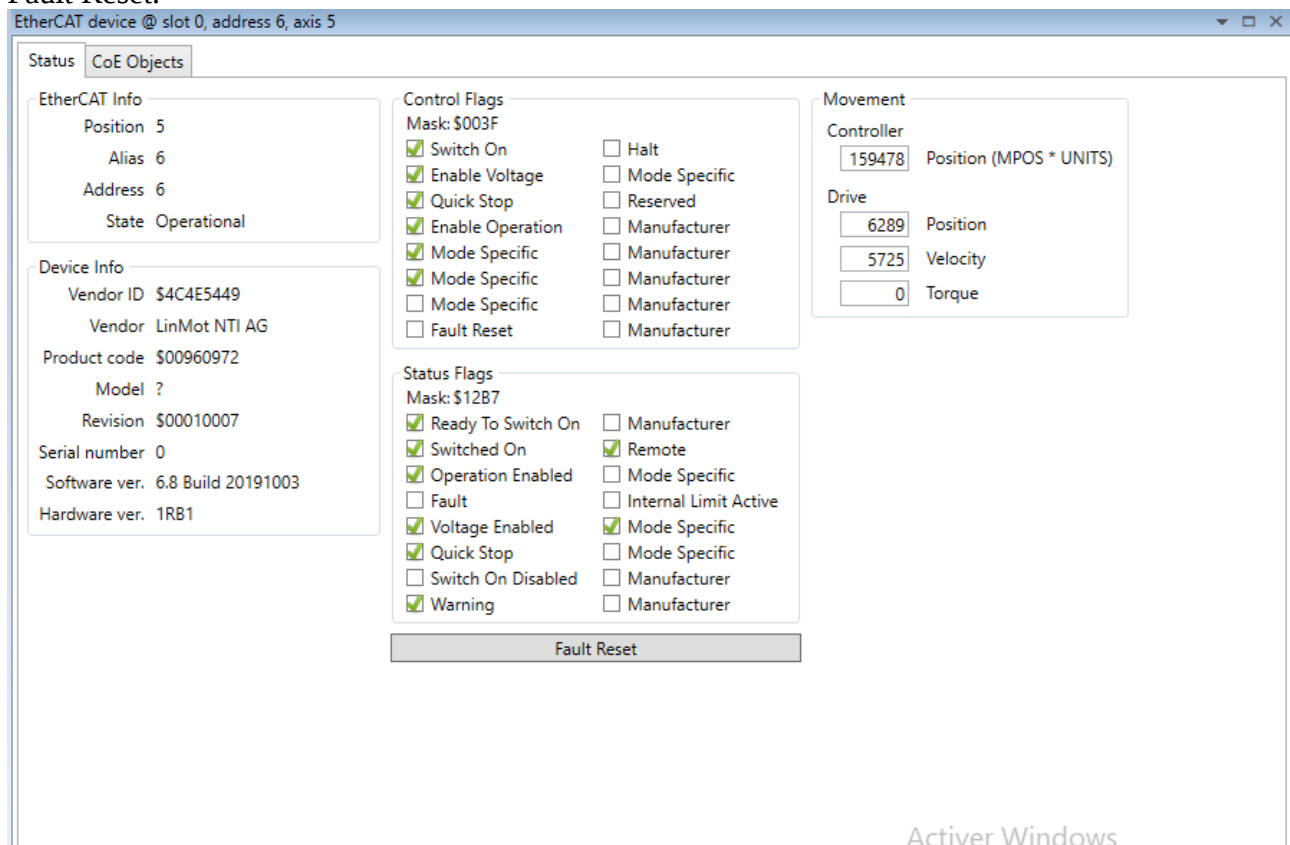 Fault Reset.
EtherCAT device @ slot 0, address 6, axis 5
Status CoE Objects
EtherCAT Info
Position 5
Alias 6
Address 6
State Operational
Device Info
Vendor ID $4C4E5449
Vendor LinMot NTI AG
Product code $00960972
Model ?
Revision $00010007
Serial number 0
Software ver. 6.8 Build 20191003
Hardware ver. 1RB1
Control Flags
Mask: $003F
Switch On Halt
Enable Voltage Mode Specific
Quick Stop Reserved
Enable Operation Manufacturer
Mode Specific Manufacturer
Mode Specific Manufacturer
Mode Specific Manufacturer
Fault Reset Manufacturer
Status Flags
Mask: $12B7
Ready To Switch On Manufacturer
Switched On Remote
Operation Enabled Mode Specific
Fault Internal Limit Active
Voltage Enabled Mode Specific
Quick Stop Mode Specific
Switch On Disabled Manufacturer
Warning Manufacturer
Fault Reset
Movement
Controller
159478 Position (MPOS * UNITS)
Drive
6289 Position
5725 Velocity
0 Torque
Activer Windows